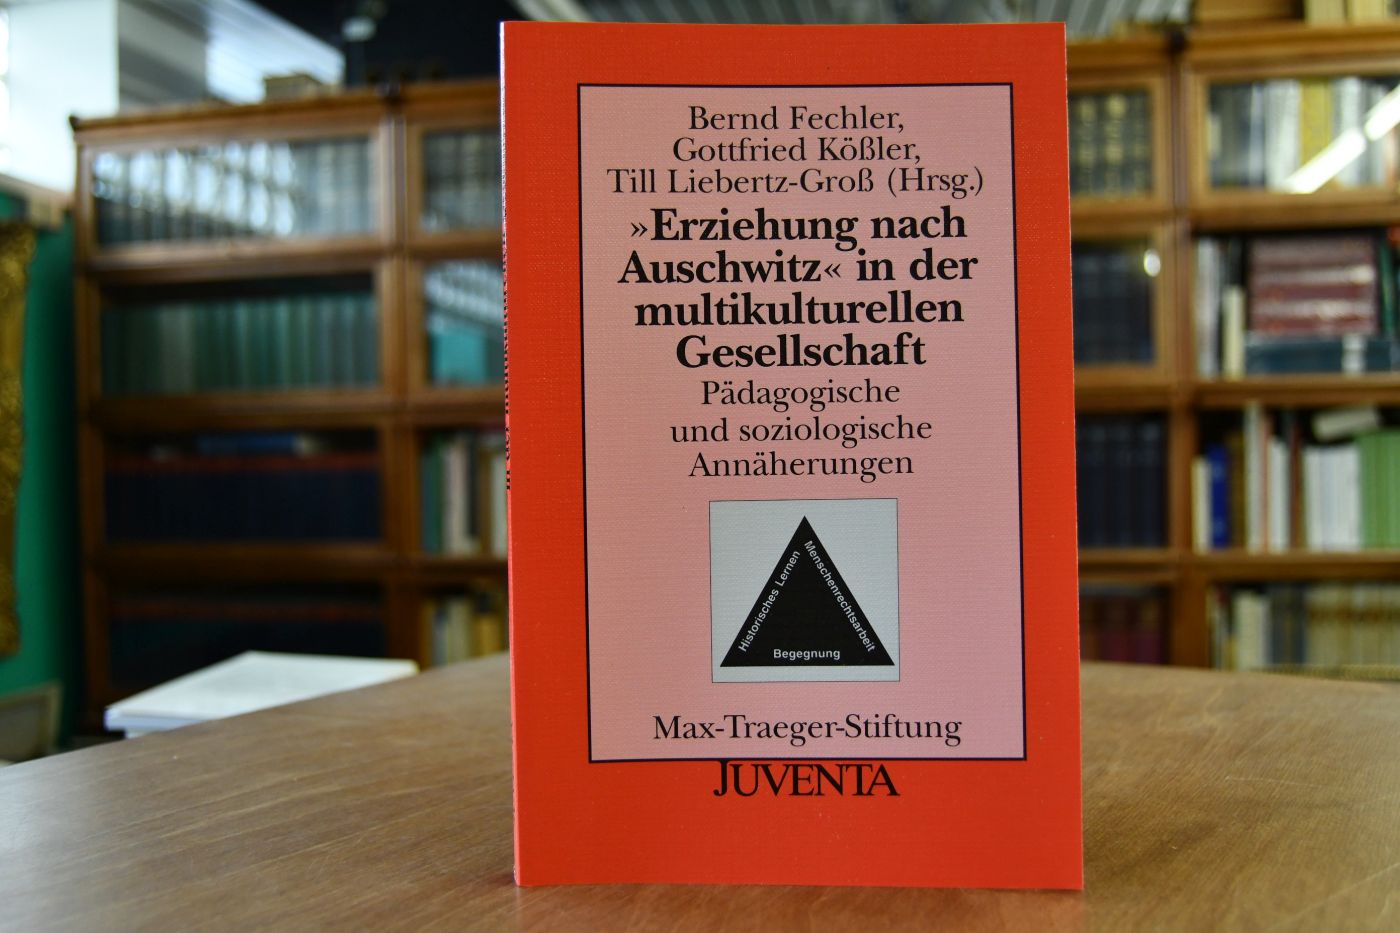 Bernd Fechler,
Gottfried Kößler,
Till Liebertz-Groß (Hrsg.)
»Erziehung nach
Auschwitz« in der
multikulturellen
Gesellschaft
Pädagogische
und soziologische
Annäherungen
Historisches Lernen
Menschenrechtsarbeit
Begegnung
Max-Traeger-Stiftung
JUVENTA